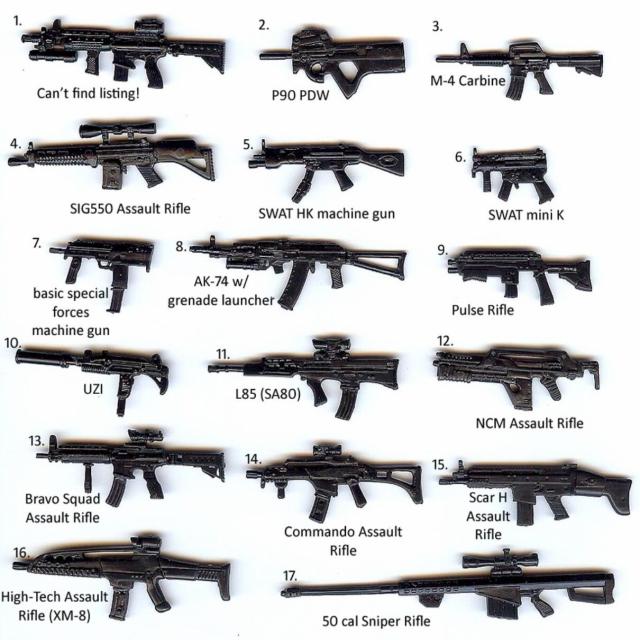 1.
Can't find listing!
2.
P90 PDW
3.
M-4 Carbine
4.
SIG550 Assault Rifle
5.
SWAT HK machine gun
6.
SWAT mini K
7.
basic special
forces
machine gun
8.
AK-74 w/
grenade launcher
9.
Pulse Rifle
10.
UZI
11.
L85 (SA80)
12.
NCM Assault Rifle
13.
Bravo Squad
Assault Rifle
14.
Commando Assault
Rifle
15.
Scar H
Assault
Rifle
16.
High-Tech Assault
Rifle (XM-8)
17.
50 cal Sniper Rifle